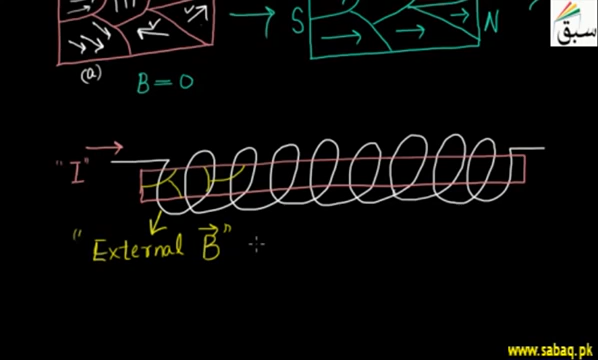 S N
سبق
(a)
B = 0
"I"
"External B⃗"
www.sabaq.pk